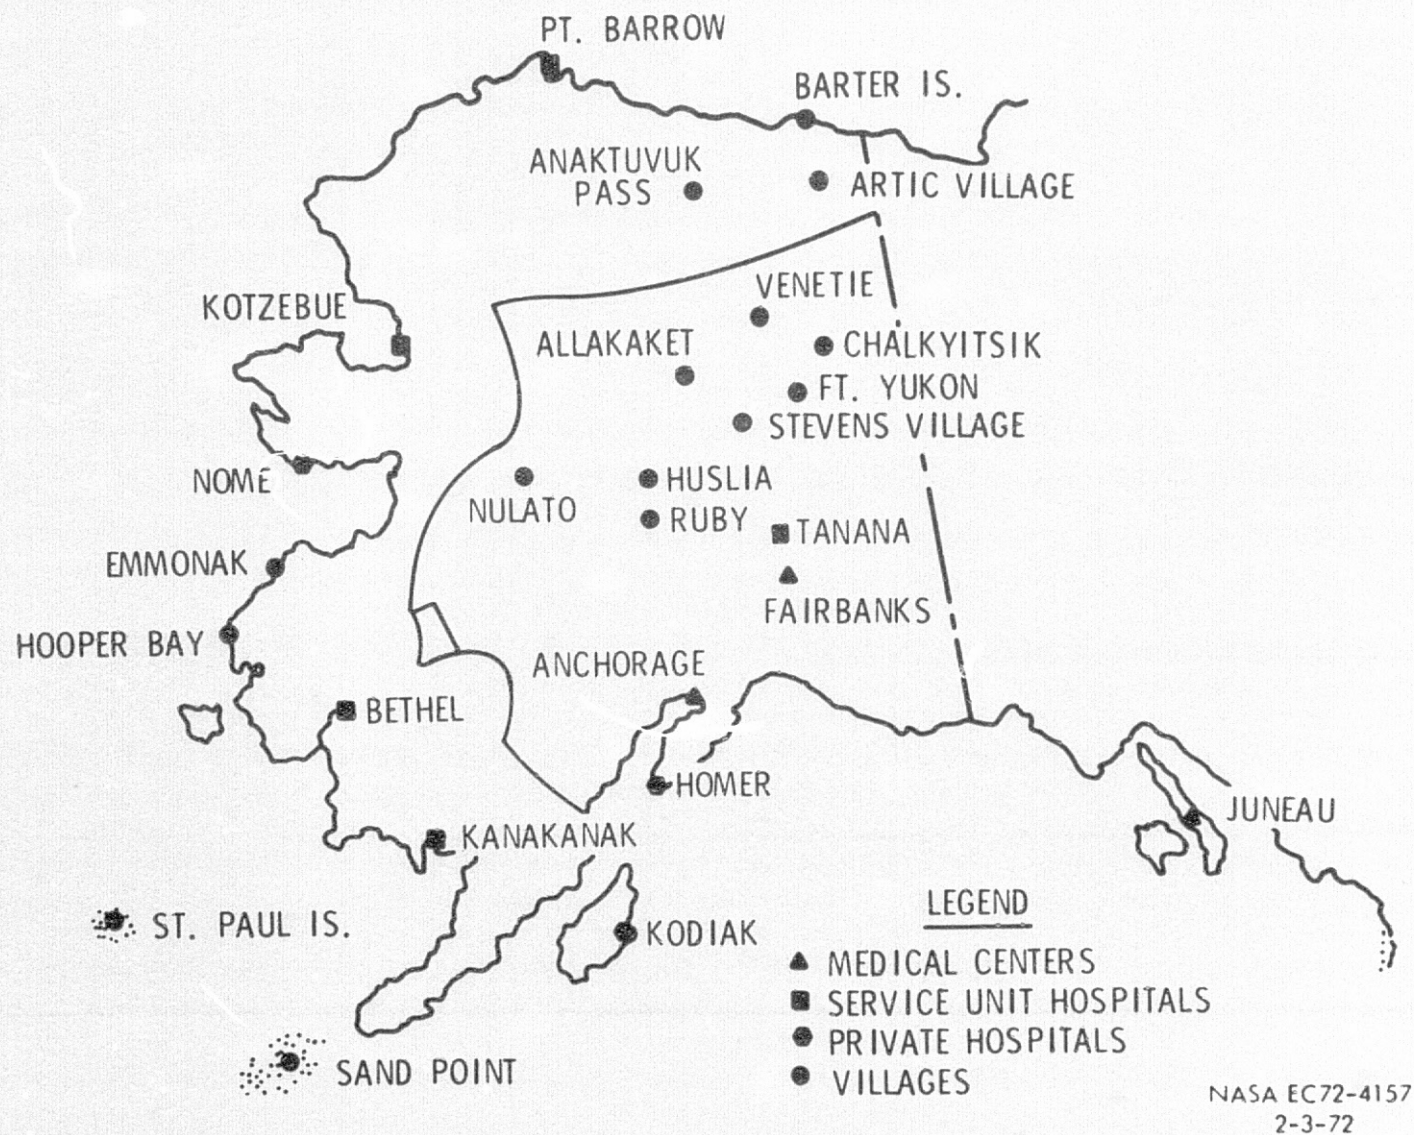 PT. BARROW
BARTER IS.
ANAKTUVUK
PASS
ARTIC VILLAGE
VENETIE
KOTZEBUE
ALLAKAKET
CHALKYITSIK
FT. YUKON
STEVENS VILLAGE
NOME
NULATO
HUSLIA
RUBY
TANANA
EMMONAK
FAIRBANKS
HOOPER BAY
ANCHORAGE
BETHEL
HOMER
JUNEAU
KANAKANAK
ST. PAUL IS.
KODIAK
SAND POINT
LEGEND
MEDICAL CENTERS
SERVICE UNIT HOSPITALS
PRIVATE HOSPITALS
VILLAGES
NASA EC72-4157
2-3-72